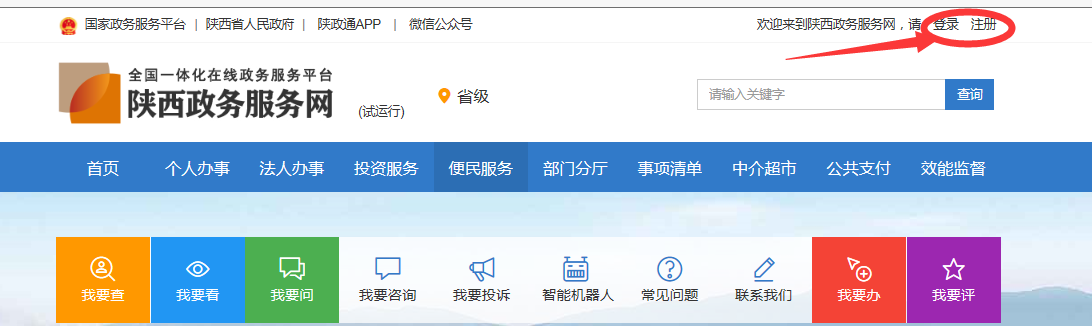 国家政务服务平台 | 陕西省人民政府 | 陕政通APP | 微信公众号 欢迎来到陕西政务服务网，请 登录 注册
全国一体化在线政务服务平台
陕西政务服务网 (试运行) 省级 请输入关键字 查询
首页 个人办事 法人办事 投资服务 便民服务 部门分厅 事项清单 中介超市 公共支付 效能监督
我要查 我要看 我要问 我要咨询 我要投诉 智能机器人 常见问题 联系我们 我要办 我要评